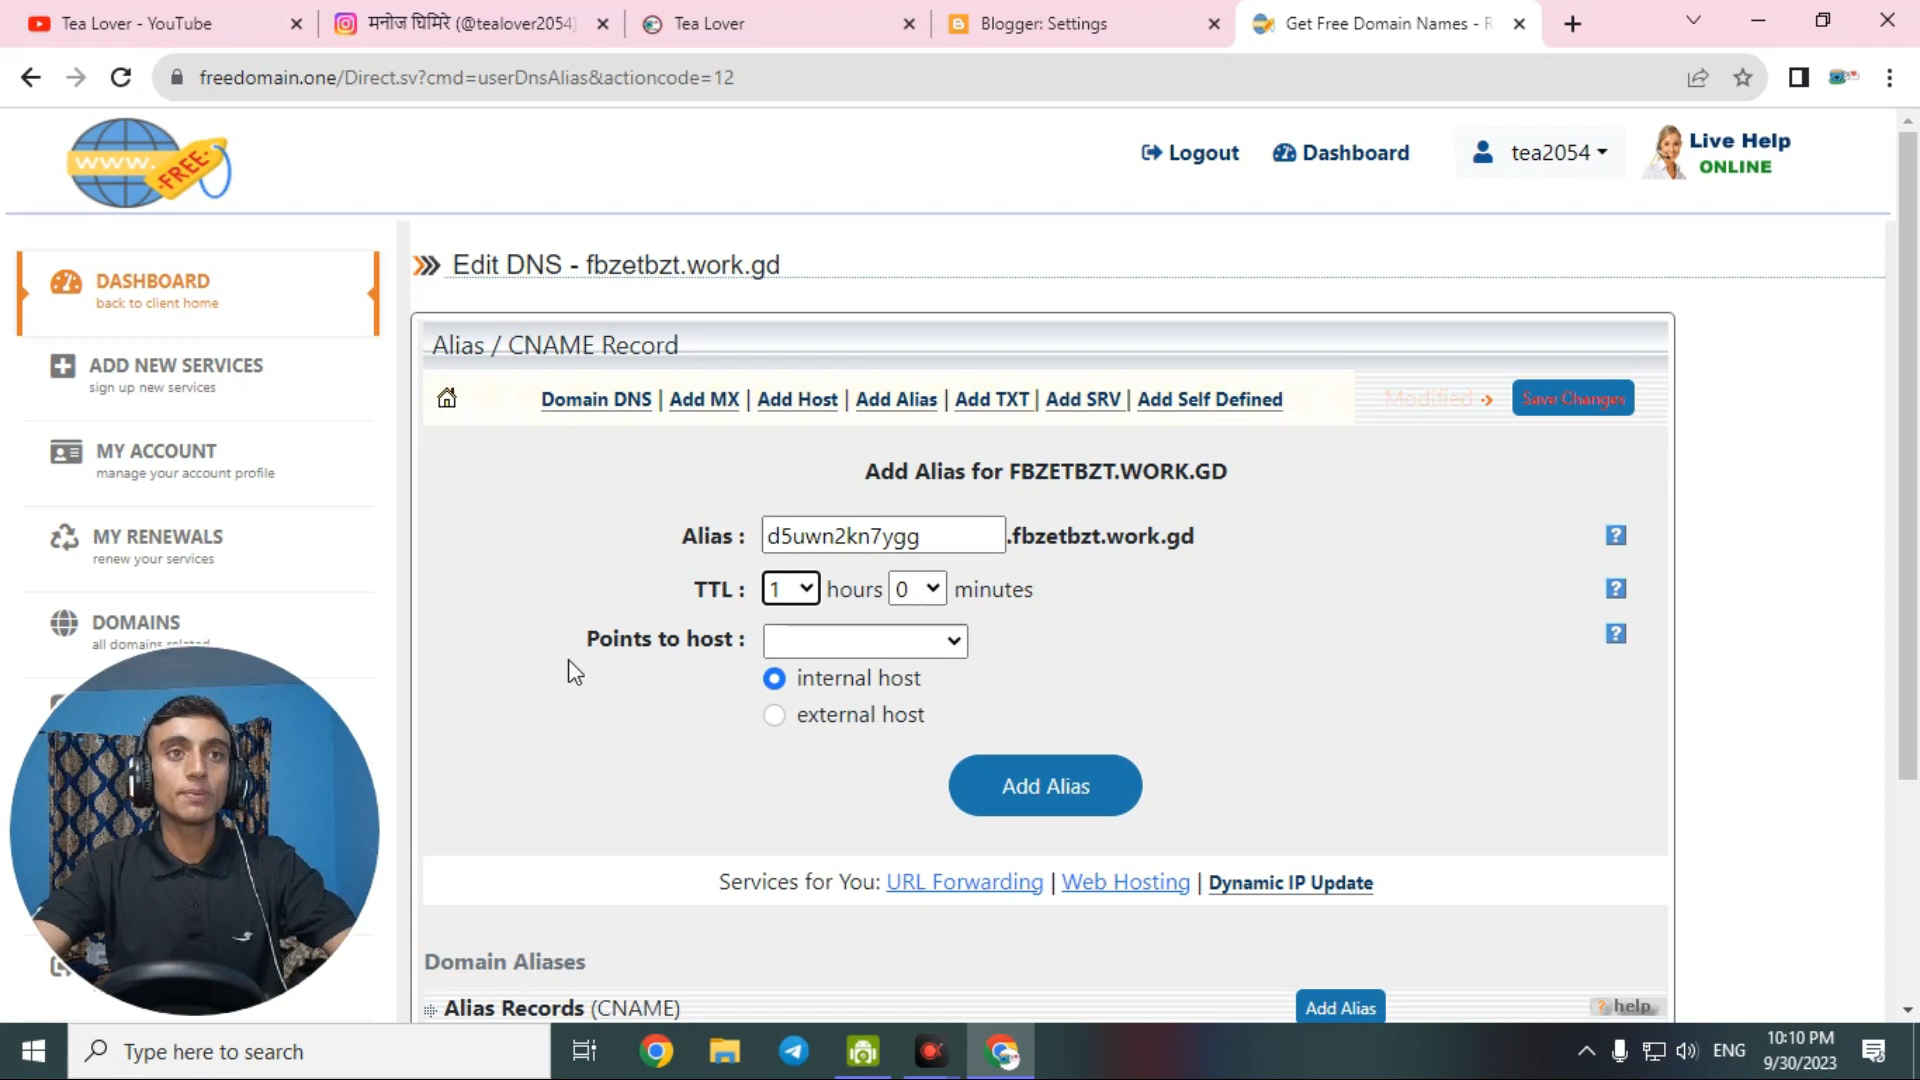 Tea Lover - YouTube
मनोज घिमिरे (@tealover2054)
Tea Lover
Blogger: Settings
Get Free Domain Names - R
freedomain.one/Direct.sv?cmd=userDnsAlias&actioncode=12
www.
FREE
Logout
Dashboard
tea2054
Live Help
ONLINE
DASHBOARD
back to client home
ADD NEW SERVICES
sign up new services
MY ACCOUNT
manage your account profile
MY RENEWALS
renew your services
DOMAINS
all domains related
Edit DNS - fbzetbzt.work.gd
Alias / CNAME Record
Domain DNS | Add MX | Add Host | Add Alias | Add TXT | Add SRV | Add Self Defined
Modified
Save Changes
Add Alias for FBZETBZT.WORK.GD
Alias : d5uwn2kn7ygg .fbzetbzt.work.gd
TTL : 1 hours 0 minutes
Points to host :
internal host
external host
Add Alias
Services for You: URL Forwarding | Web Hosting | Dynamic IP Update
Domain Aliases
Alias Records (CNAME)
Add Alias
? help
Type here to search
ENG
10:10 PM
9/30/2023